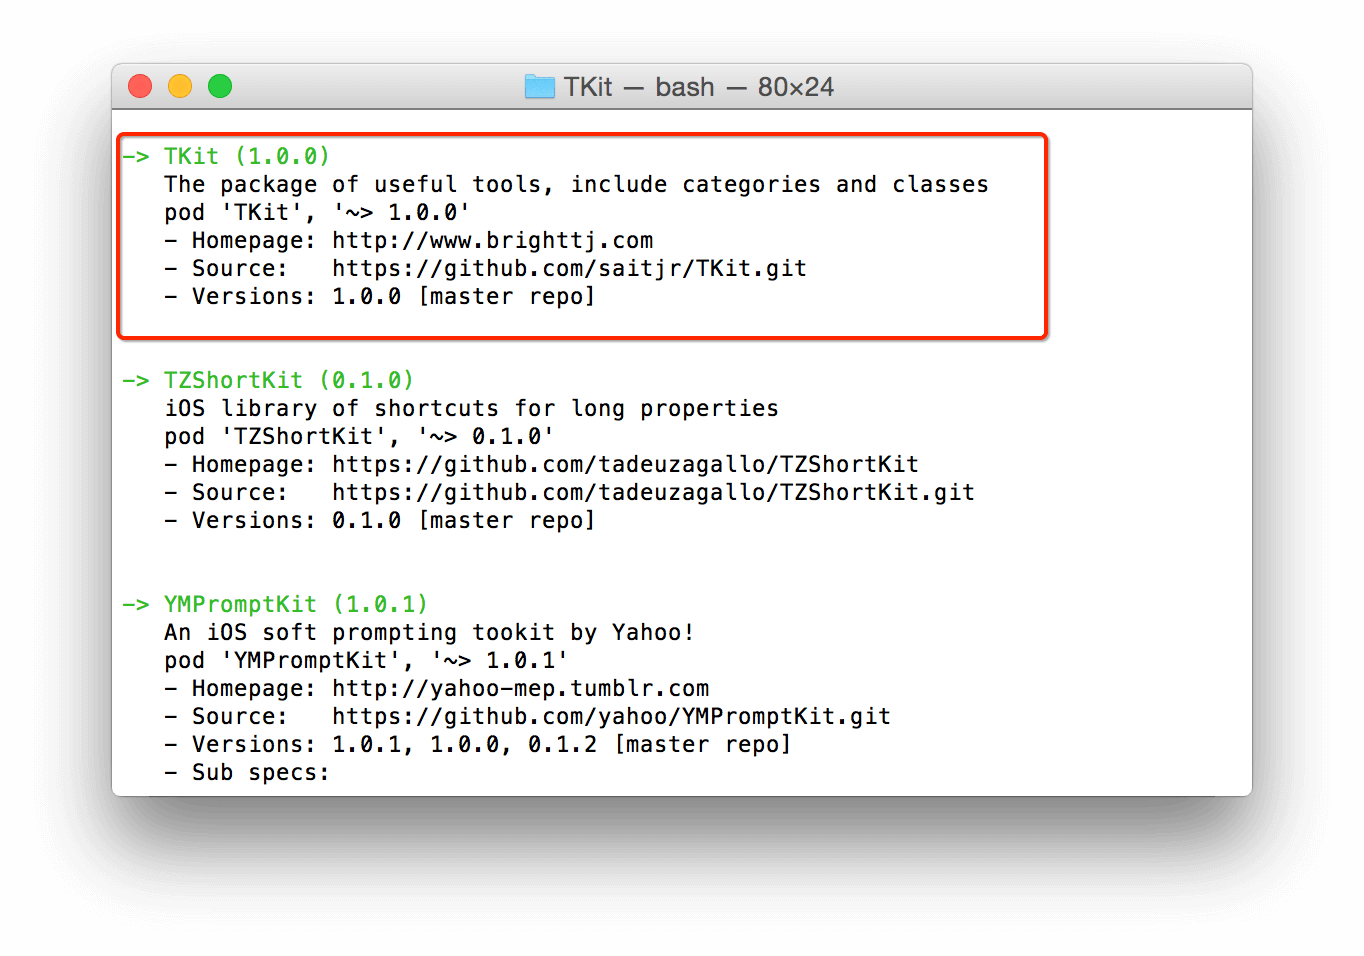 TKit — bash — 80×24
-> TKit (1.0.0)
The package of useful tools, include categories and classes
pod 'TKit', '~> 1.0.0'
- Homepage: http://www.brighttj.com
- Source:   https://github.com/saitjr/TKit.git
- Versions: 1.0.0 [master repo]
-> TZShortKit (0.1.0)
iOS library of shortcuts for long properties
pod 'TZShortKit', '~> 0.1.0'
- Homepage: https://github.com/tadeuzagallo/TZShortKit
- Source:   https://github.com/tadeuzagallo/TZShortKit.git
- Versions: 0.1.0 [master repo]
-> YMPromptKit (1.0.1)
An iOS soft prompting tookit by Yahoo!
pod 'YMPromptKit', '~> 1.0.1'
- Homepage: http://yahoo-mep.tumblr.com
- Source:   https://github.com/yahoo/YMPromptKit.git
- Versions: 1.0.1, 1.0.0, 0.1.2 [master repo]
- Sub specs: